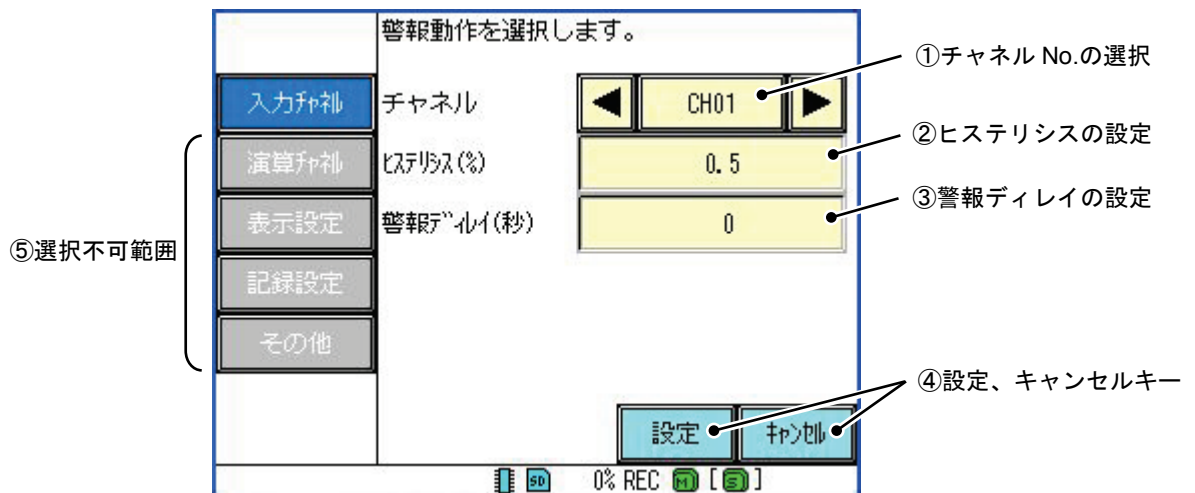 警報動作を選択します。
①チャネル No.の選択
入力ﾁｬﾈﾙ チャネル ◀ CH01 ▶
②ヒステリシスの設定
演算ﾁｬﾈﾙ ﾋｽﾃﾘｼｽ(%) 0.5
③警報ディレイの設定
表示設定 警報ﾃﾞｨﾚｲ(秒) 0
⑤選択不可範囲
記録設定
その他
④設定、キャンセルキー
設定 ｷｬﾝｾﾙ
SD 0% REC M [S]